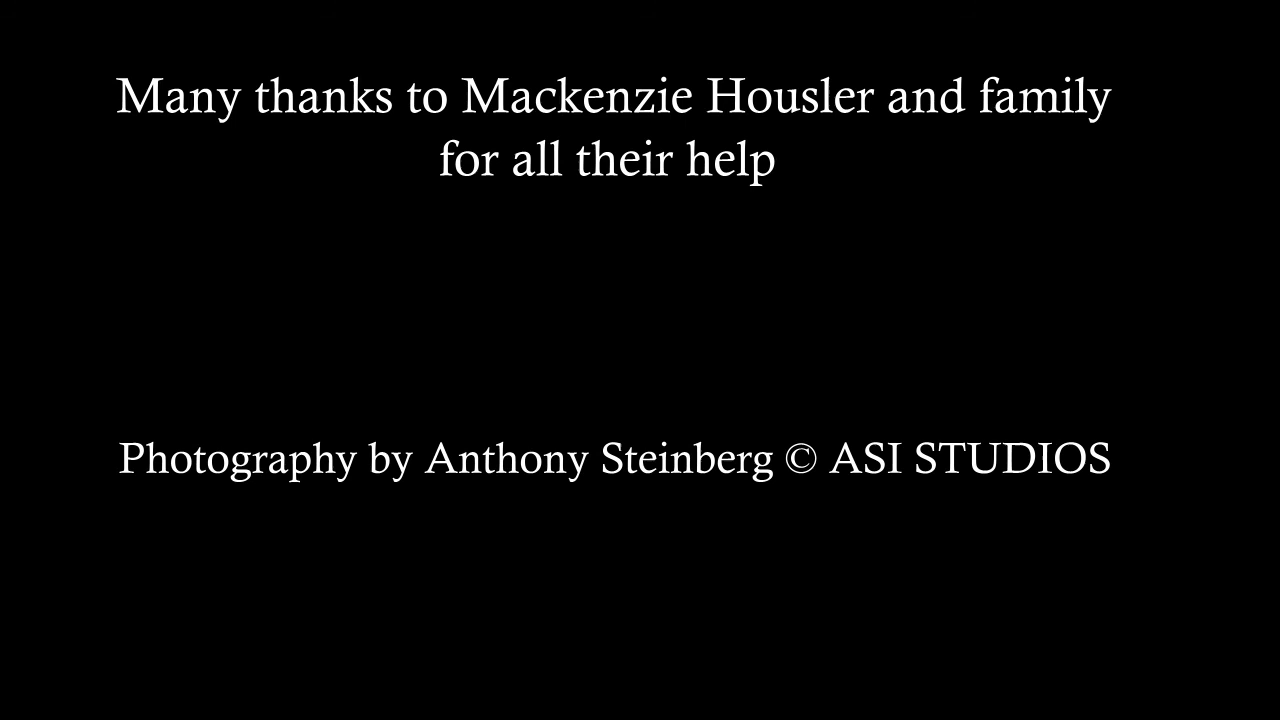 Many thanks to Mackenzie Housler and family
for all their help
Photography by Anthony Steinberg © ASI STUDIOS